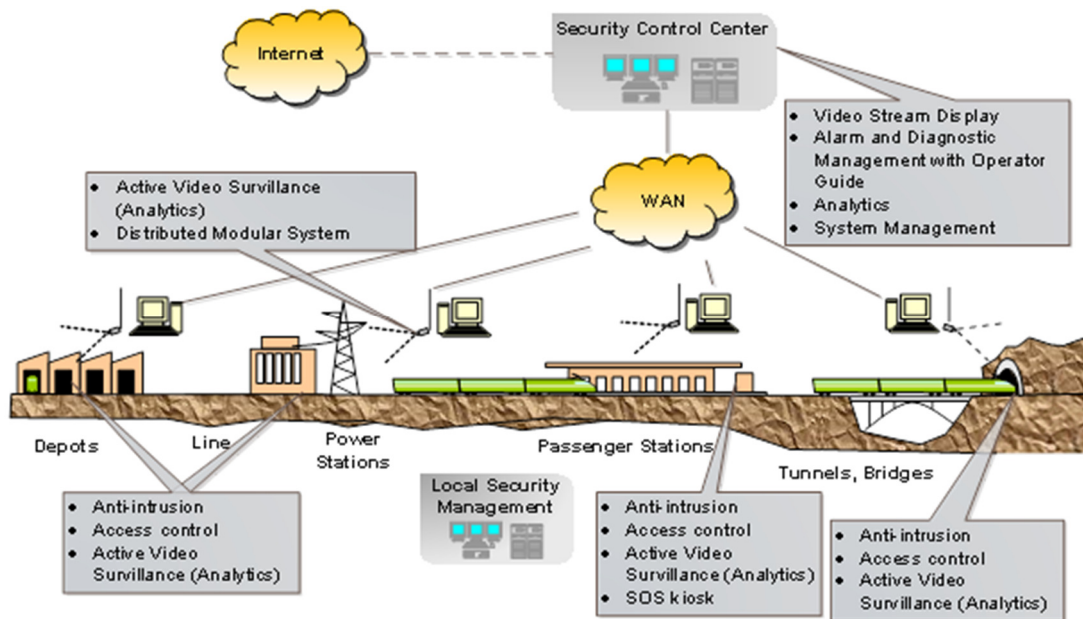 Internet
Security Control Center
• Video Stream Display
• Alarm and Diagnostic
Management with Operator
Guide
• Analytics
• System Management
WAN
• Active Video Survillance
(Analytics)
• Distributed Modular System
Depots
Line
Power
Stations
Passenger Stations
Tunnels, Bridges
Local Security
Management
• Anti-intrusion
• Access control
• Active Video
Survillance (Analytics)
• Anti-intrusion
• Access control
• Active Video
Survillance (Analytics)
• SOS kiosk
• Anti-intrusion
• Access control
• Active Video
Survillance (Analytics)